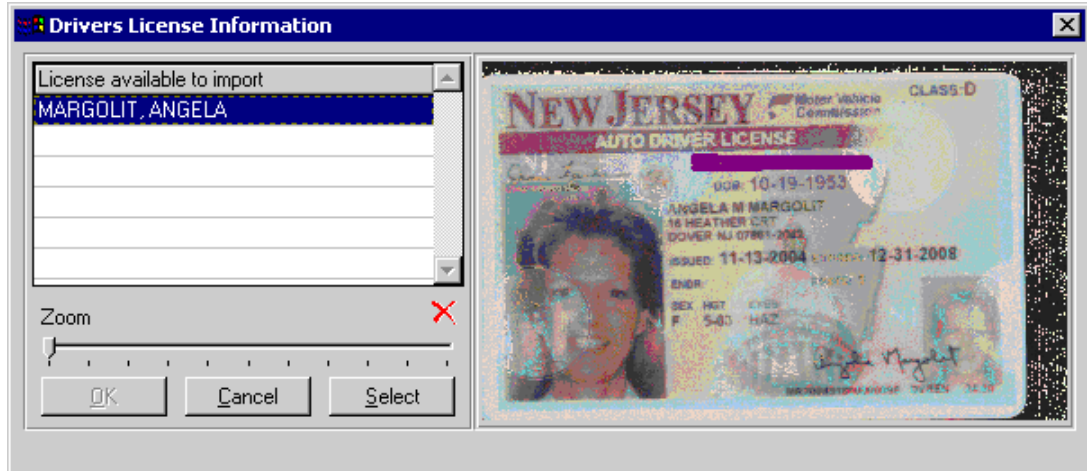 Drivers License Information
License available to import
MARGOLIT, ANGELA
Zoom
OK
Cancel
Select
NEW JERSEY
Motor Vehicle
Commission
CLASS D
AUTO DRIVER LICENSE
DOB 10-19-1953
ANGELA M MARGOLIT
16 HEATHER CRT
DOVER NJ
ISSUED 11-13-2004 12-31-2008
ENDR
SEX HGT EYES
F 5-03 HAZ